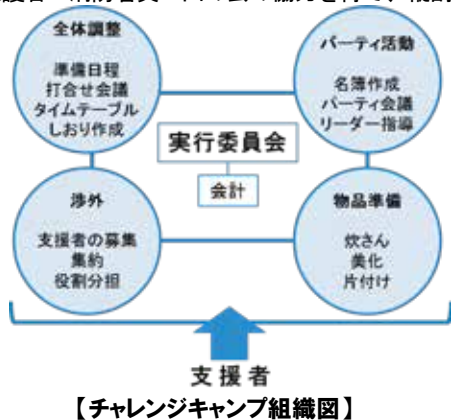 全体調整
準備日程
打合せ会議
タイムテーブル
しおり作成
パーティ活動
名簿作成
パーティ会議
リーダー指導
実行委員会
会計
渉外
支援者の募集
集約
役割分担
物品準備
炊さん
美化
片付け
支援者
【チャレンジキャンプ組織図】